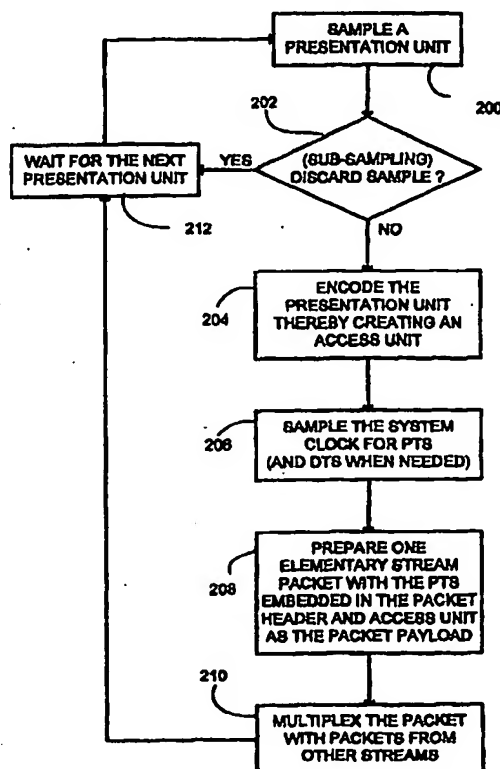 SAMPLE A
PRESENTATION UNIT
200
202
(SUB-SAMPLING)
DISCARD SAMPLE ?
YES
WAIT FOR THE NEXT
PRESENTATION UNIT
212
NO
204
ENCODE THE
PRESENTATION UNIT
THEREBY CREATING AN
ACCESS UNIT
206
SAMPLE THE SYSTEM
CLOCK FOR PTS
(AND DTS WHEN NEEDED)
208
PREPARE ONE
ELEMENTARY STREAM
PACKET WITH THE PTS
EMBEDDED IN THE PACKET
HEADER AND ACCESS UNIT
AS THE PACKET PAYLOAD
210
MULTIPLEX THE PACKET
WITH PACKETS FROM
OTHER STREAMS